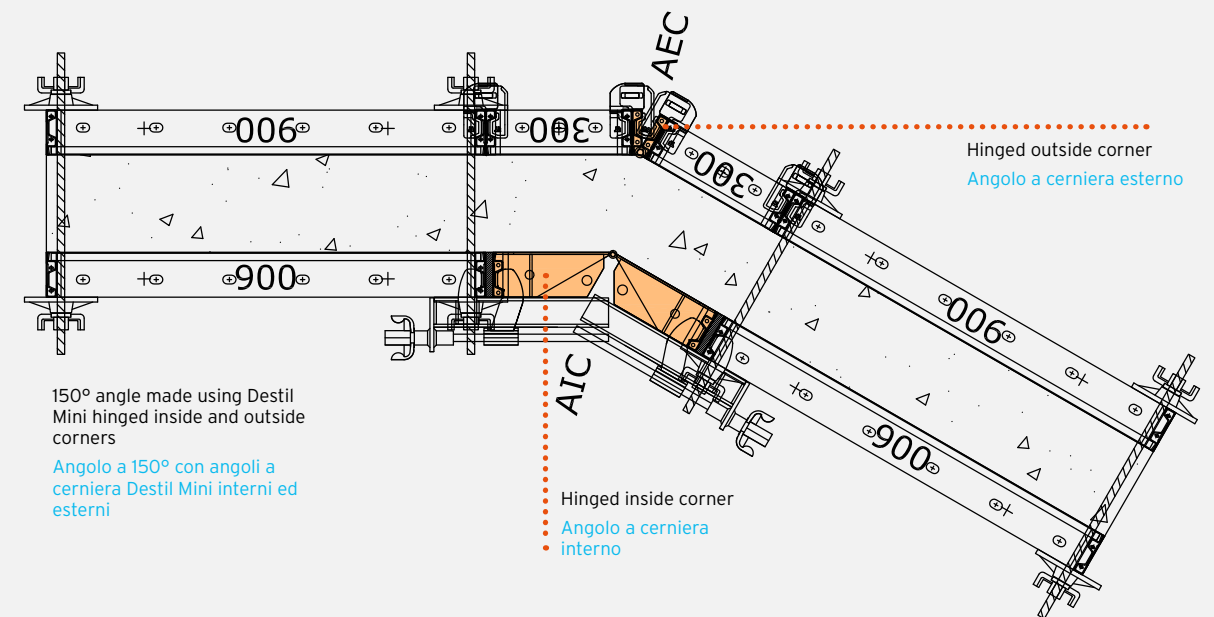 AEC
900
300
300
Hinged outside corner
Angolo a cerniera esterno
900
900
900
AIC
150° angle made using Destil
Mini hinged inside and outside
corners
Angolo a 150° con angoli a
cerniera Destil Mini interni ed
esterni
Hinged inside corner
Angolo a cerniera
interno